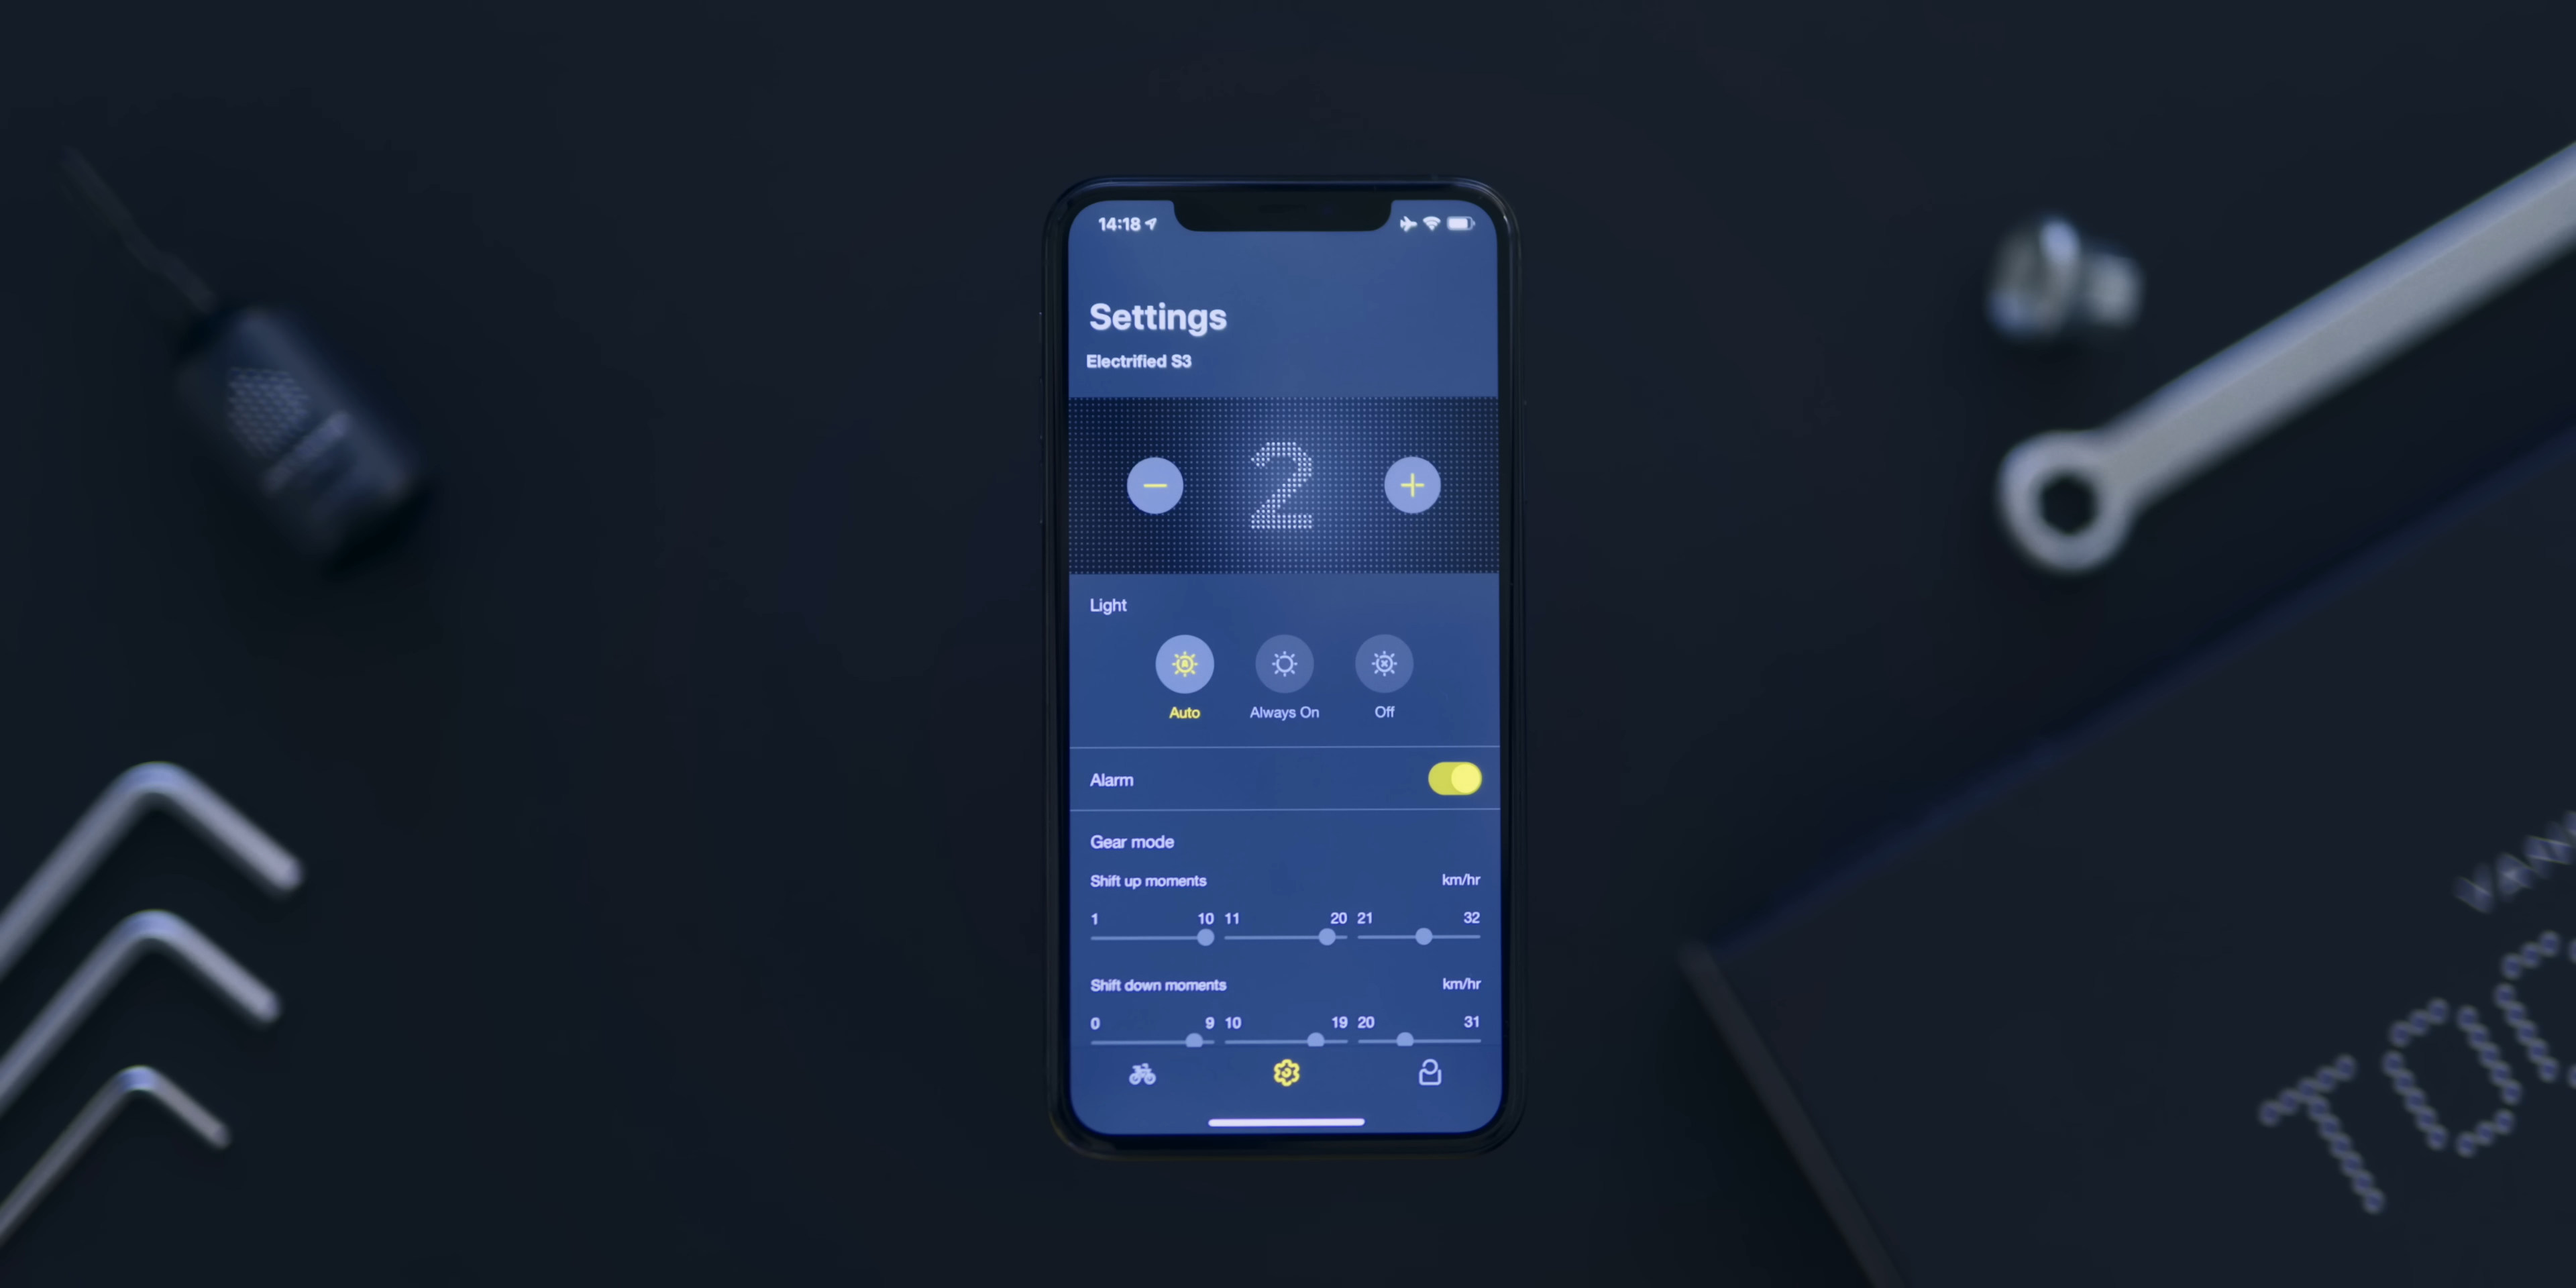 14:18
Settings
Electrified S3
2
Light
Auto Always On Off
Alarm
Gear mode
Shift up moments km/hr
1 10 11 20 21 32
Shift down moments km/hr
0 9 10 19 20 31